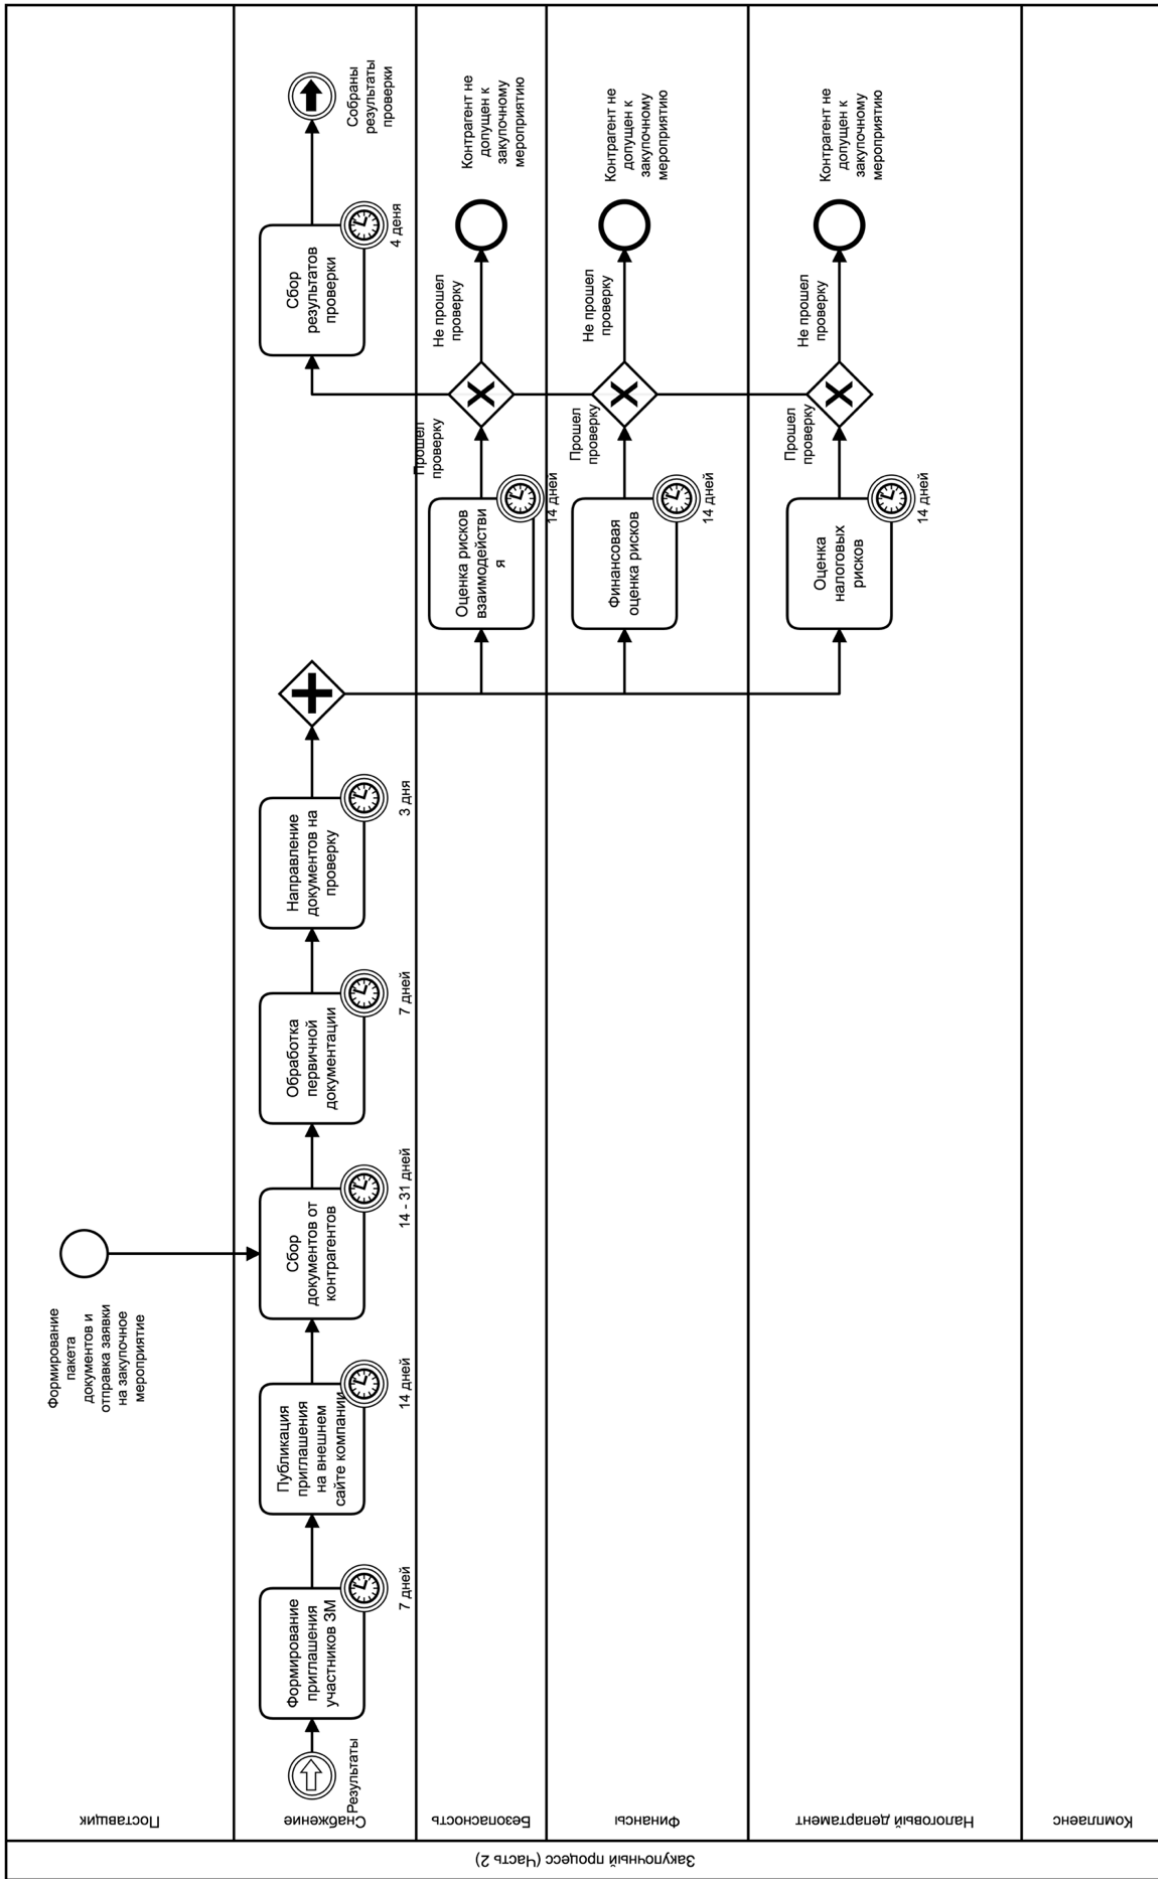 Закупочный процесс (Часть 2)
Поставщик
Формирование
пакета
документов и
отправка заявки
на закупочное
мероприятие
Снабжение
Результаты
Формирование
приглашения
участников ЗМ
7 дней
Публикация
приглашения
на внешнем
сайте компании
14 дней
Сбор
документов от
контрагентов
14 - 31 дней
Обработка
первичной
документации
7 дней
Направление
документов на
проверку
3 дня
Сбор
результатов
проверки
4 деня
Собраны
результаты
проверки
Безопасность
Оценка рисков
взаимодействи
я
14 дней
Прошел
проверку
Не прошел
проверку
Контрагент не
допущен к
закупочному
мероприятию
Финансы
Финансовая
оценка рисков
14 дней
Прошел
проверку
Не прошел
проверку
Контрагент не
допущен к
закупочному
мероприятию
Налоговый департамент
Оценка
налоговых
рисков
14 дней
Прошел
проверку
Не прошел
проверку
Контрагент не
допущен к
закупочному
мероприятию
Комплаенс